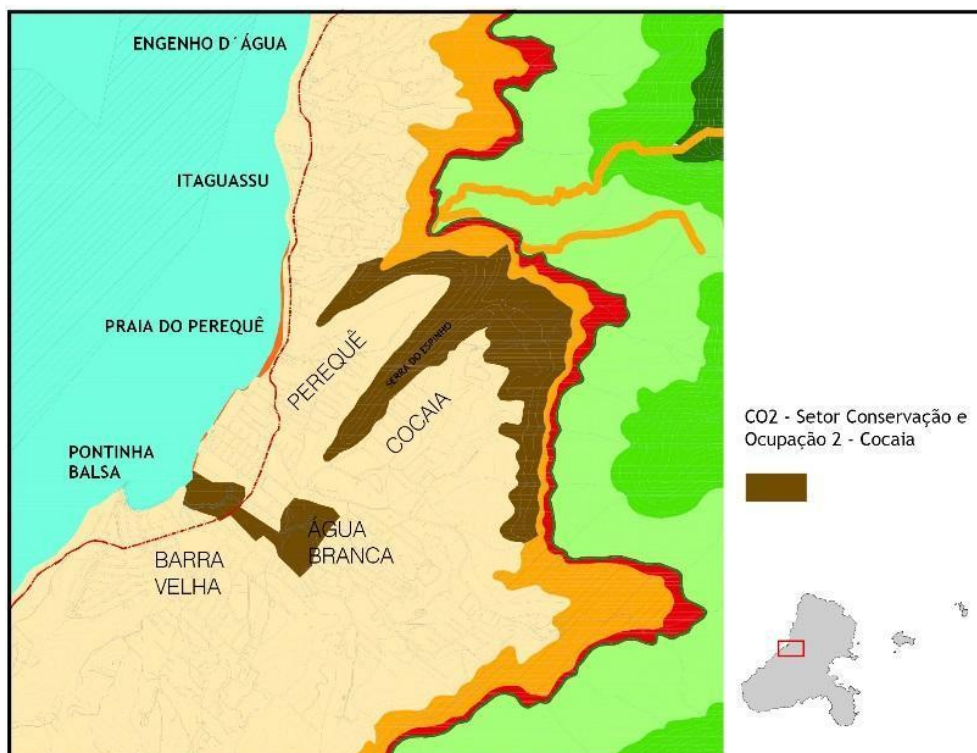 ENGENHO D´ÁGUA
ITAGUASSU
PRAIA DO PEREQUÊ
PEREQUÊ
SERRA DO ESPINHO
COCAIA
PONTINHA
BALSA
ÁGUA
BRANCA
BARRA
VELHA
CO2 - Setor Conservação e
Ocupação 2 - Cocaia